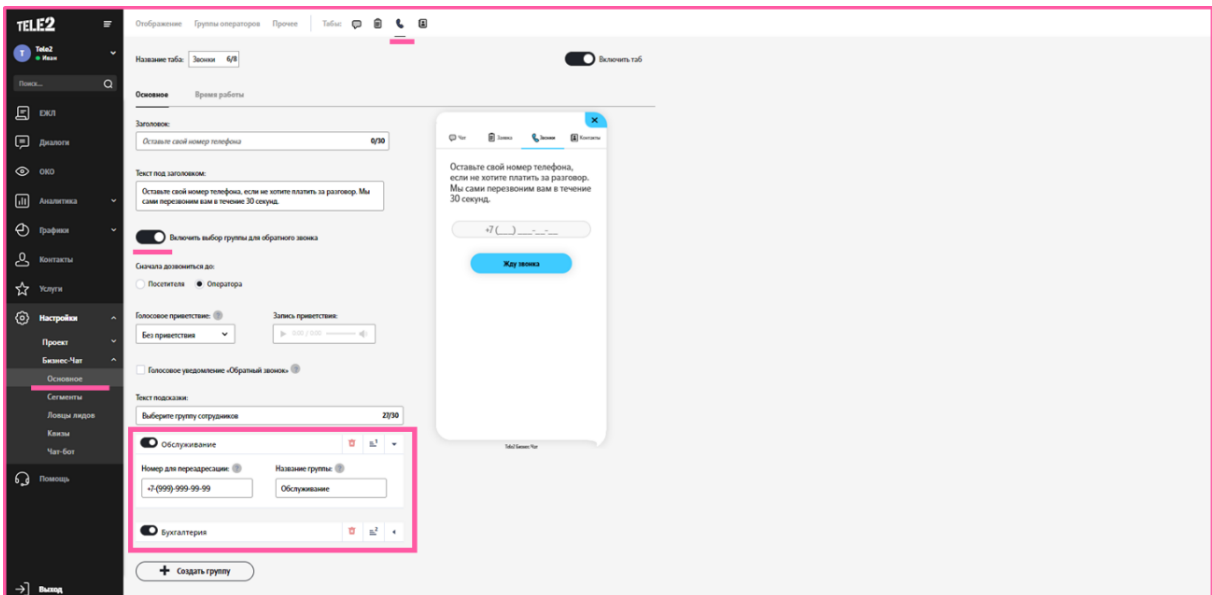 TELE2
Отображение Группы операторов Прочее Табы:
T Tele2
Иван
Поиск...
ЕЖЛ
Диалоги
ОКО
Аналитика
Графики
Контакты
Услуги
Настройки
Проект
Бизнес-Чат
Основное
Сегменты
Ловцы лидов
Квизы
Чат-бот
Помощь
Выход
Название таба: Звонки 6/8
Включить таб
Основное Время работы
Заголовок:
Оставьте свой номер телефона 0/30
Текст под заголовком:
Оставьте свой номер телефона, если не хотите платить за разговор. Мы
сами перезвоним вам в течение 30 секунд.
Включить выбор группы для обратного звонка
Сначала дозвониться до:
Посетителя Оператора
Голосовое приветствие: ? Запись приветствия:
Без приветствия 0:00 / 0:00
Голосовое уведомление «Обратный звонок» ?
Текст подсказки:
Выберите группу сотрудников 27/30
Обслуживание 1
Номер для переадресации: ? Название группы: ?
+7-(999)-999-99-99 Обслуживание
Бухгалтерия 2
+ Создать группу
Чат Заявка Звонки Контакты
Оставьте свой номер телефона,
если не хотите платить за разговор.
Мы сами перезвоним вам в течение
30 секунд.
+7 (___) ___-__-__
Жду звонка
Tele2 Бизнес Чат